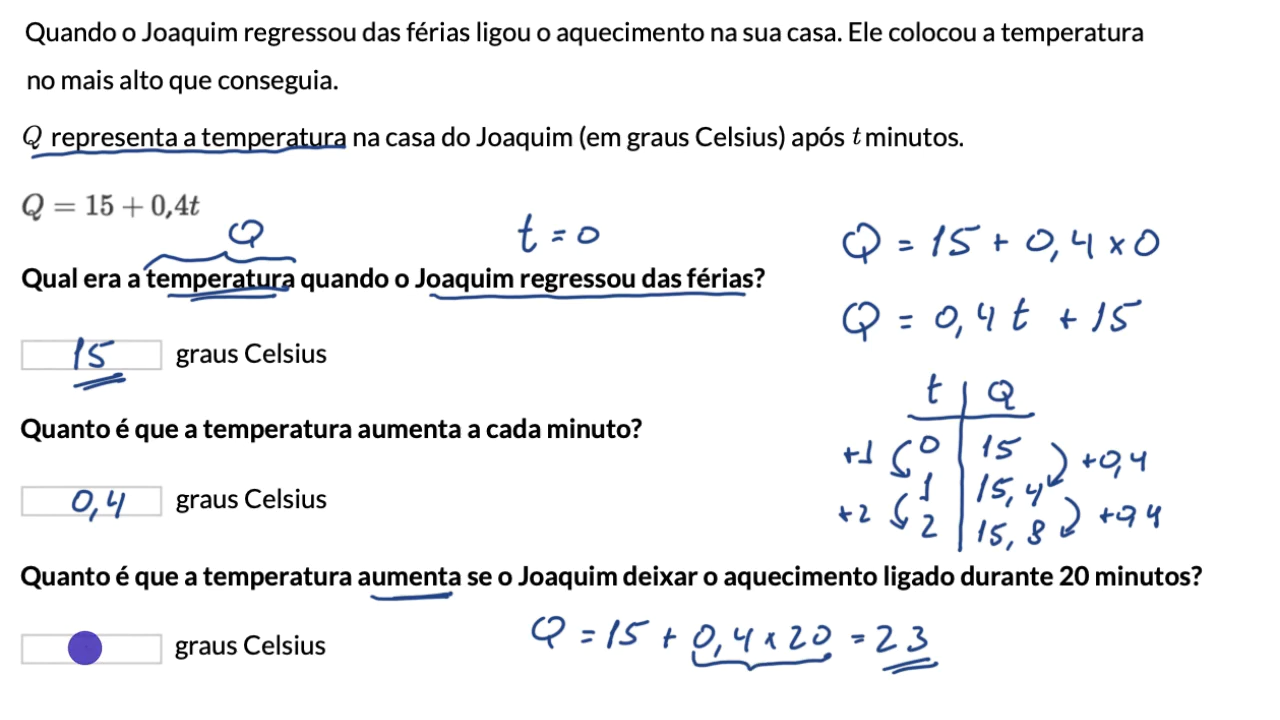 Quando o Joaquim regressou das férias ligou o aquecimento na sua casa. Ele colocou a temperatura
no mais alto que conseguia.
Q representa a temperatura na casa do Joaquim (em graus Celsius) após t minutos.
Q = 15 + 0,4t
Q
t = 0
Q = 15 + 0,4 × 0
Qual era a temperatura quando o Joaquim regressou das férias?
Q = 0,4 t + 15
15 graus Celsius
t | Q
Quanto é que a temperatura aumenta a cada minuto?
+1 0 | 15 +0,4
1 | 15,4
0,4 graus Celsius
+2 2 | 15,8 +0,4
Quanto é que a temperatura aumenta se o Joaquim deixar o aquecimento ligado durante 20 minutos?
graus Celsius
Q = 15 + 0,4 × 20 = 23